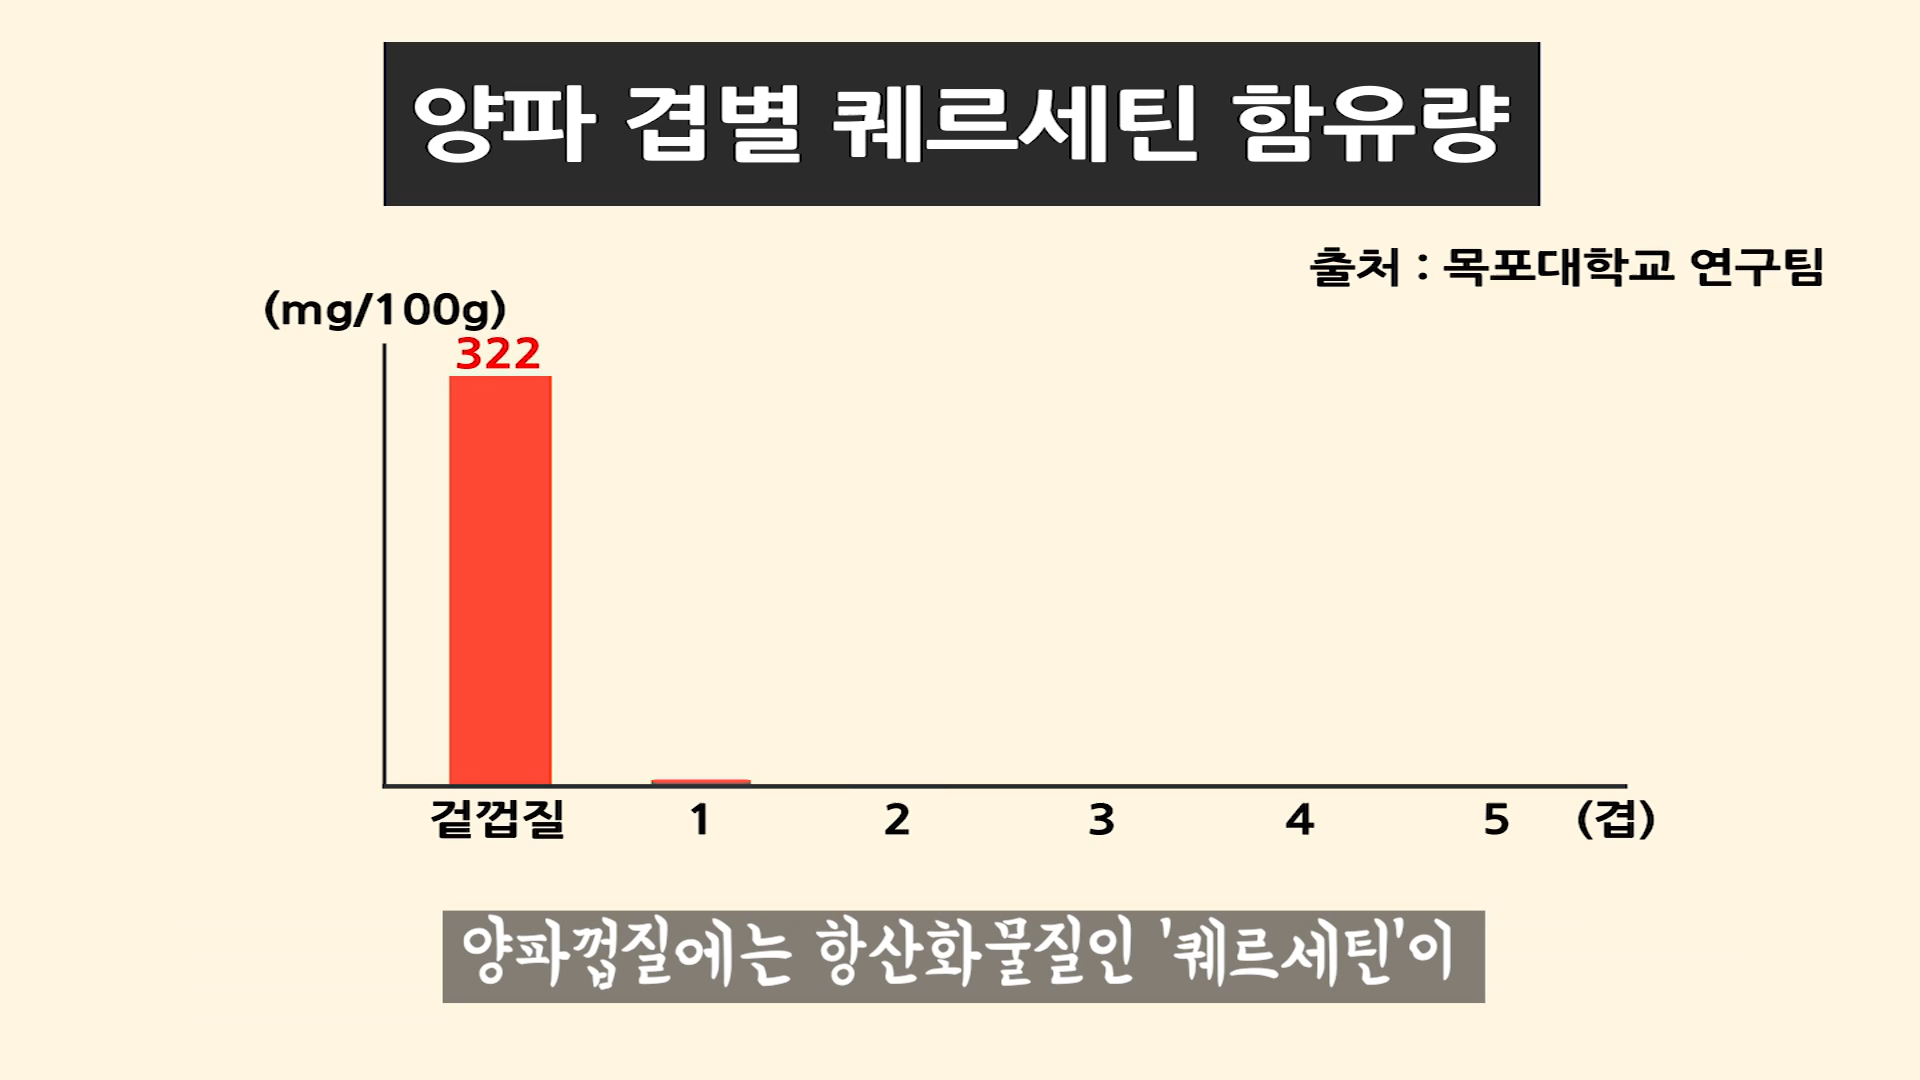 양파 겹별 퀘르세틴 함유량
출처 : 목포대학교 연구팀
(mg/100g)
322
겉껍질 1 2 3 4 5 (겹)
양파껍질에는 항산화물질인 '퀘르세틴'이